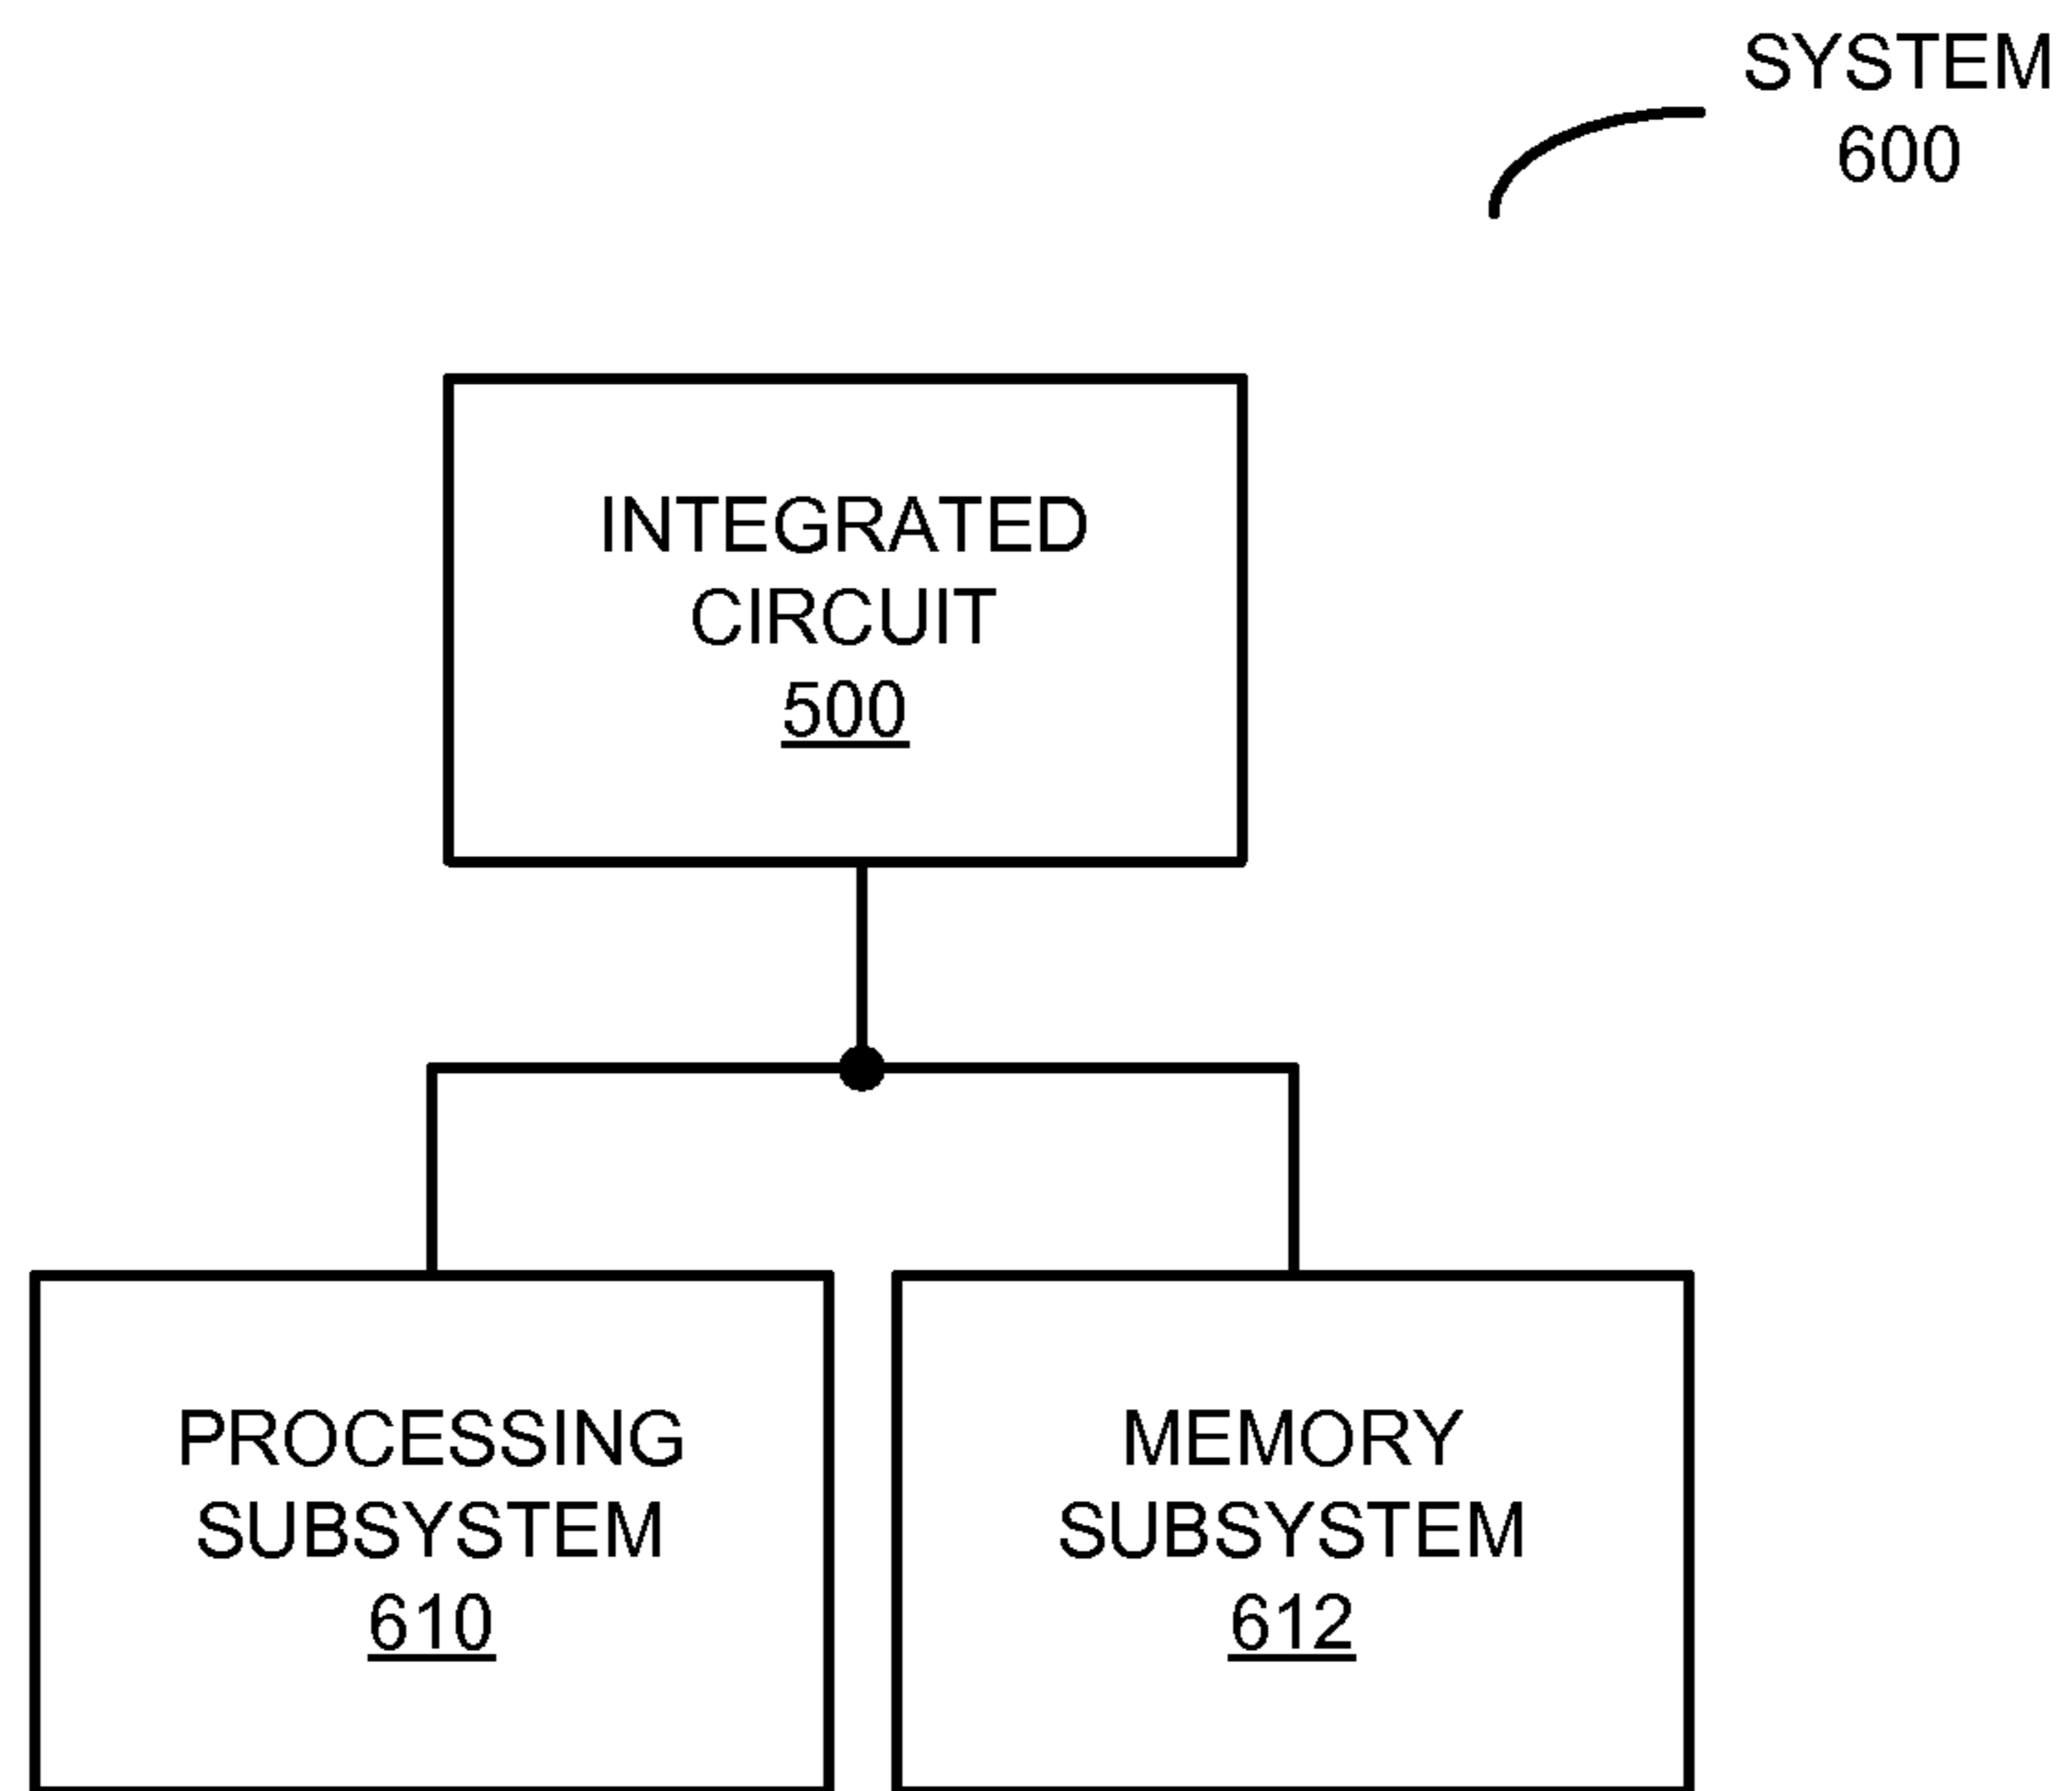 SYSTEM
600
INTEGRATED
CIRCUIT
500
PROCESSING
SUBSYSTEM
610
MEMORY
SUBSYSTEM
612